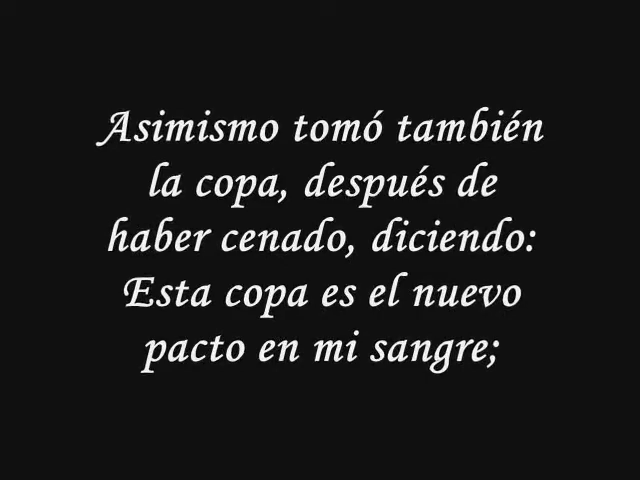 Asimismo tomó también
la copa, después de
haber cenado, diciendo:
Esta copa es el nuevo
pacto en mi sangre;